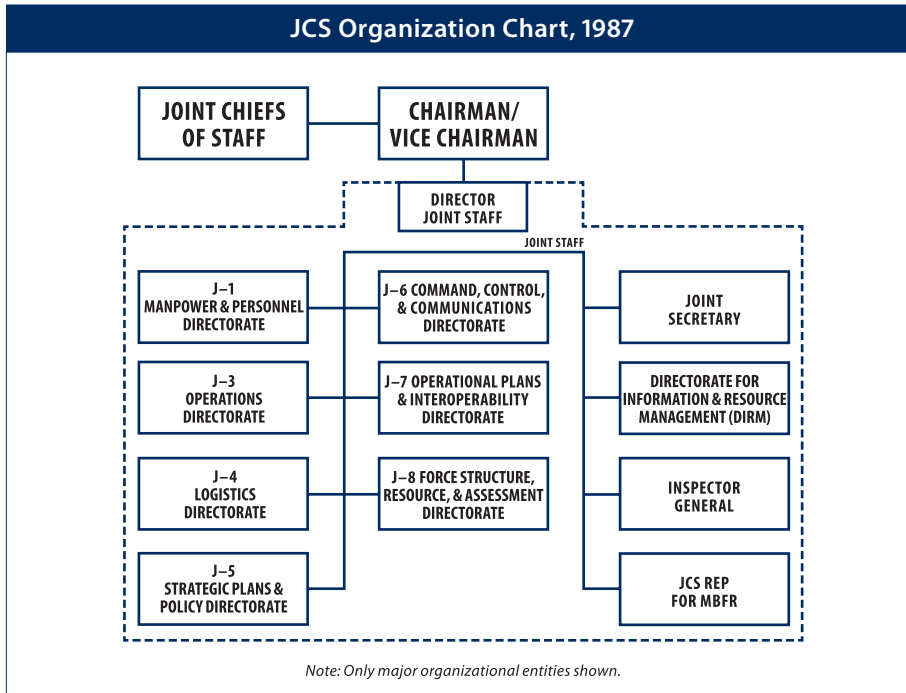 JCS Organization Chart, 1987
JOINT CHIEFS
OF STAFF
CHAIRMAN/
VICE CHAIRMAN
DIRECTOR
JOINT STAFF
JOINT STAFF
J–1
MANPOWER & PERSONNEL
DIRECTORATE
J–6 COMMAND, CONTROL,
& COMMUNICATIONS
DIRECTORATE
JOINT
SECRETARY
J–3
OPERATIONS
DIRECTORATE
J–7 OPERATIONAL PLANS
& INTEROPERABILITY
DIRECTORATE
DIRECTORATE FOR
INFORMATION & RESOURCE
MANAGEMENT (DIRM)
J–4
LOGISTICS
DIRECTORATE
J–8 FORCE STRUCTURE,
RESOURCE, & ASSESSMENT
DIRECTORATE
INSPECTOR
GENERAL
J–5
STRATEGIC PLANS &
POLICY DIRECTORATE
JCS REP
FOR MBFR
Note: Only major organizational entities shown.